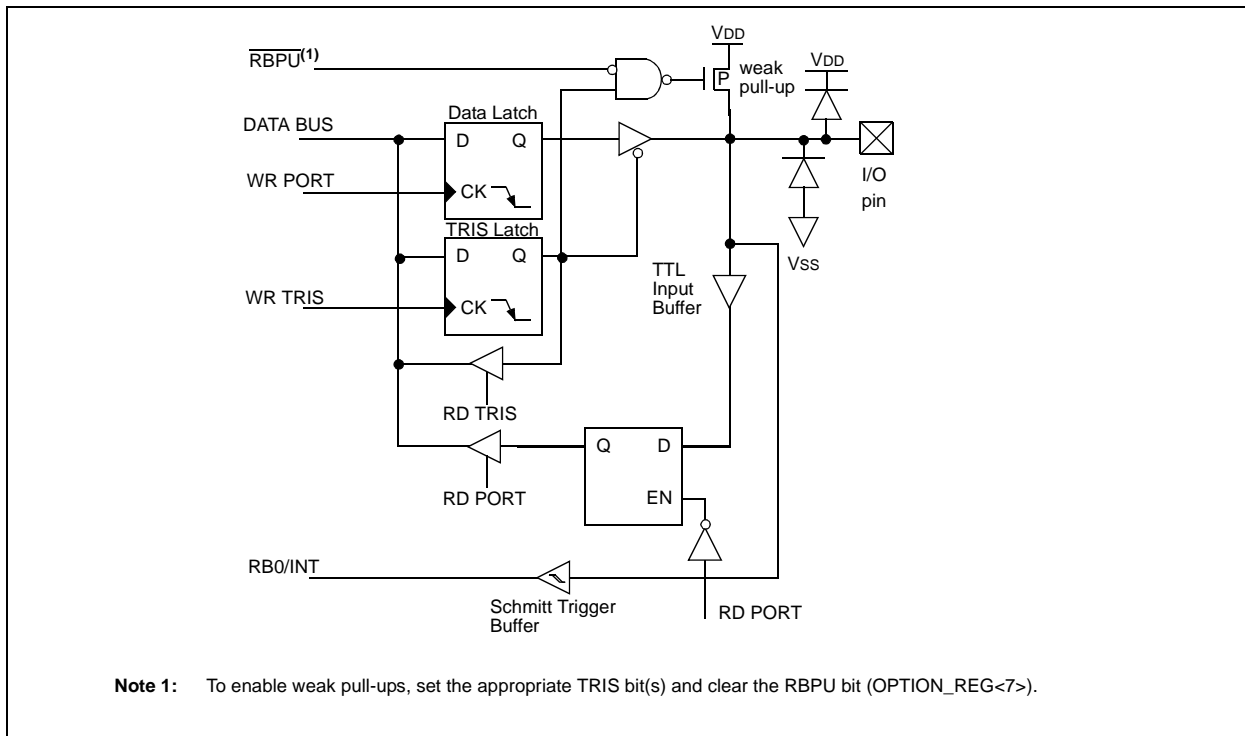 VDD
RBPU(1)
P
weak
pull-up
VDD
Data Latch
DATA BUS
D
Q
WR PORT
CK
I/O
pin
TRIS Latch
D
Q
VSS
TTL
Input
Buffer
WR TRIS
CK
RD TRIS
Q
D
RD PORT
EN
RB0/INT
Schmitt Trigger
Buffer
RD PORT
Note 1: To enable weak pull-ups, set the appropriate TRIS bit(s) and clear the RBPU bit (OPTION_REG<7>).